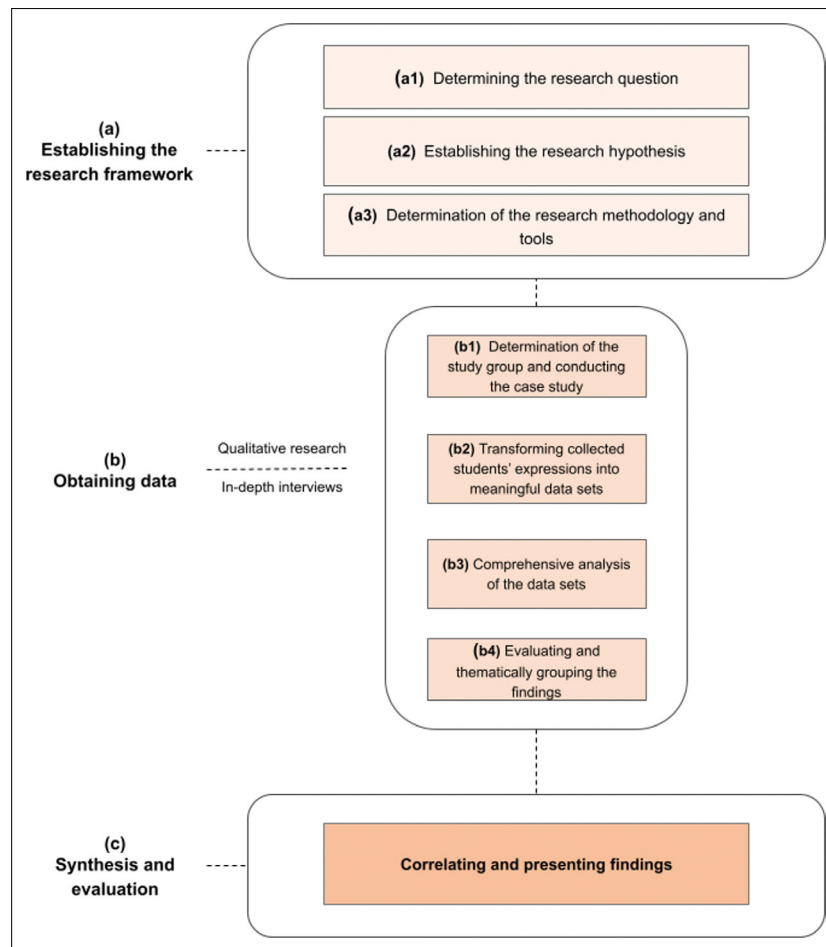 (a1) Determining the research question
(a)
Establishing the
research framework
(a2) Establishing the research hypothesis
(a3) Determination of the research methodology and
tools
(b1) Determination of the
study group and conducting
the case study
(b)
Obtaining data
Qualitative research
In-depth interviews
(b2) Transforming collected
students' expressions into
meaningful data sets
(b3) Comprehensive analysis
of the data sets
(b4) Evaluating and
thematically grouping the
findings
(c)
Synthesis and
evaluation
Correlating and presenting findings